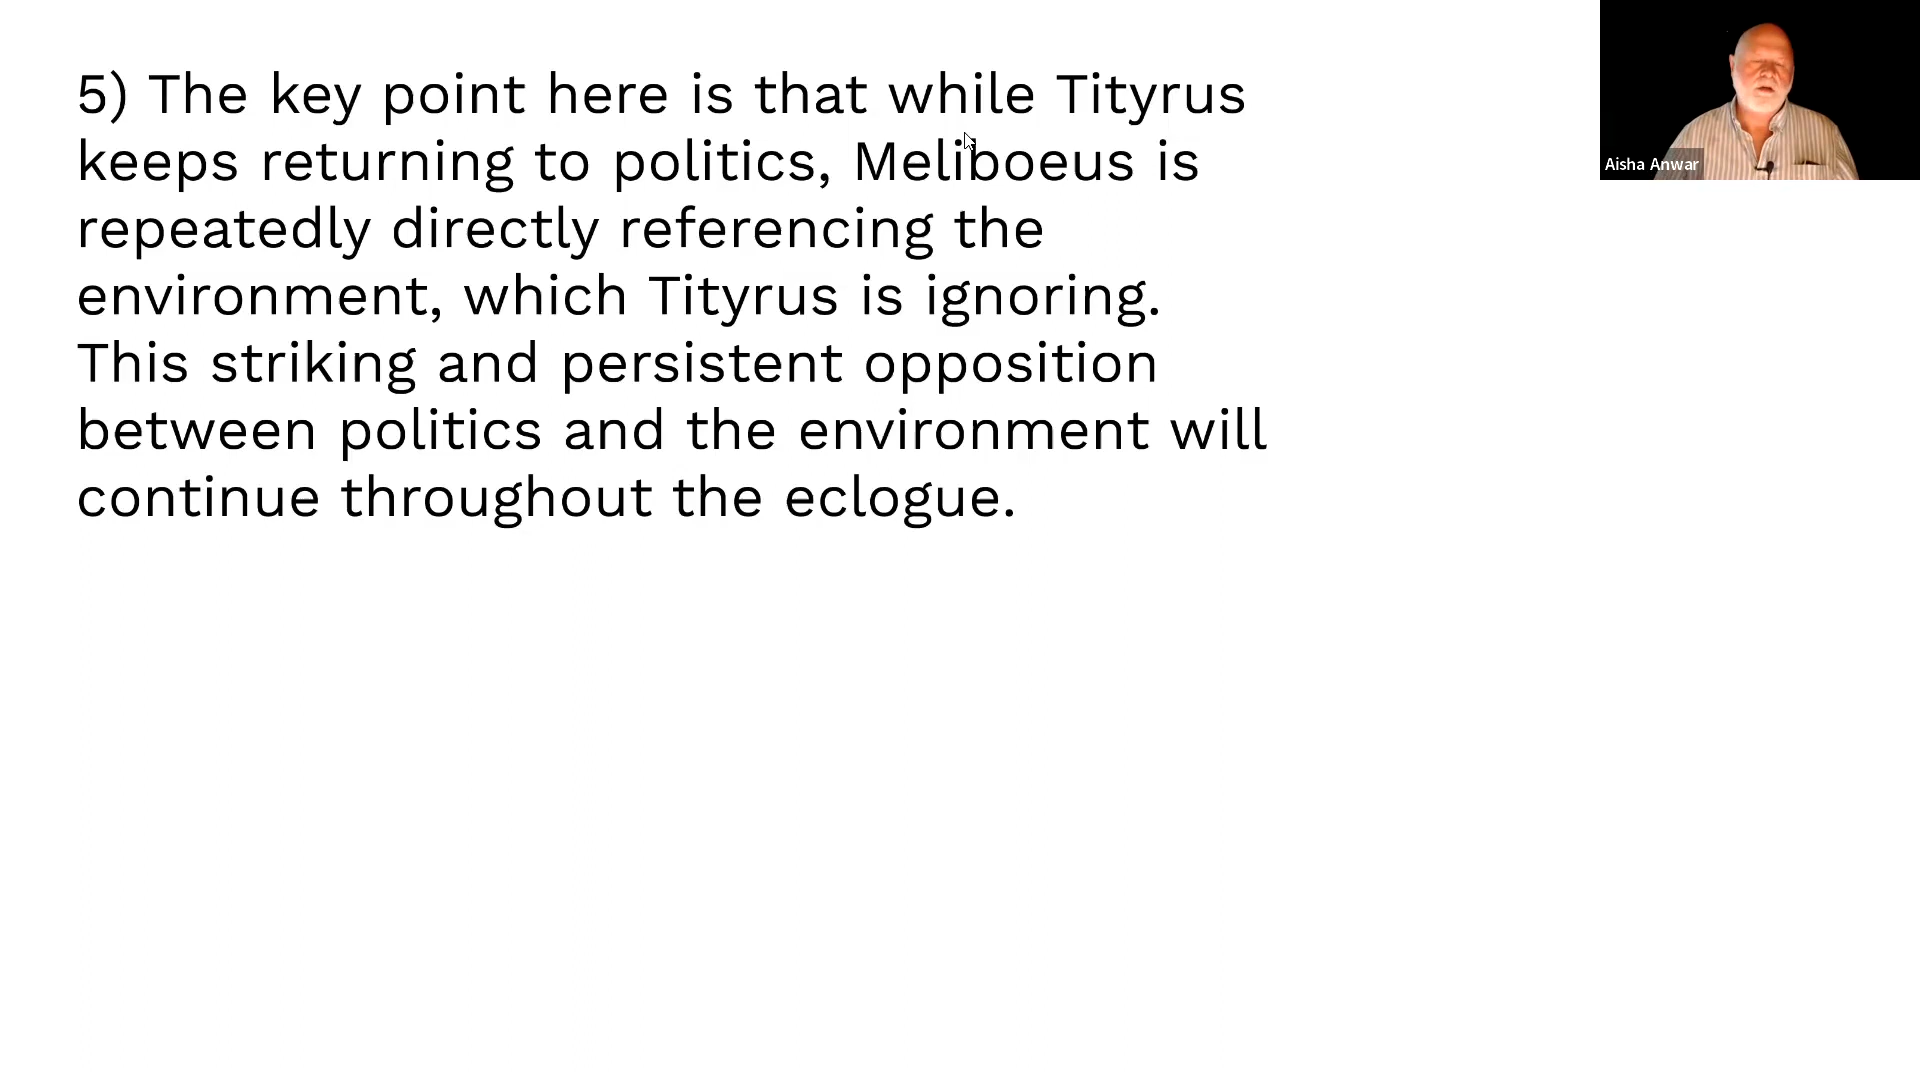 5) The key point here is that while Tityrus
keeps returning to politics, Meliboeus is
repeatedly directly referencing the
environment, which Tityrus is ignoring.
This striking and persistent opposition
between politics and the environment will
continue throughout the eclogue.
Aisha Anwar